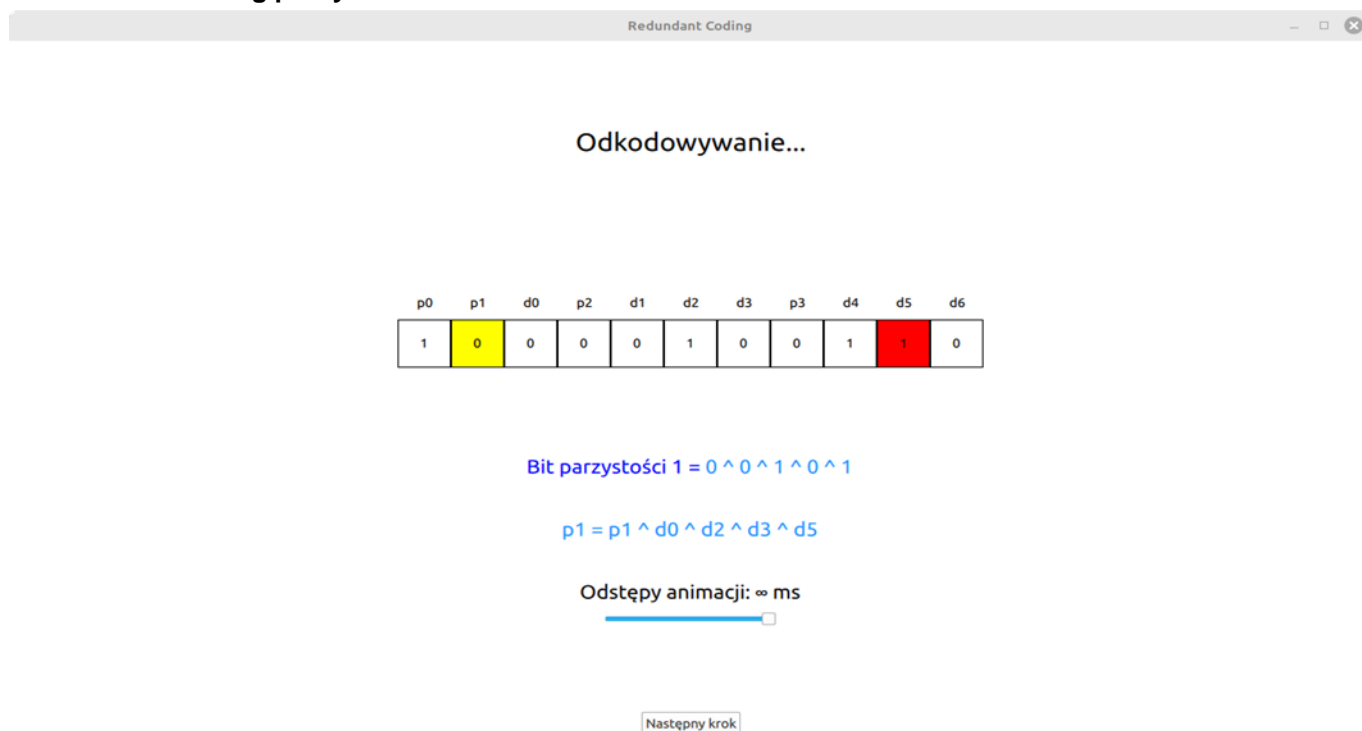 Redundant Coding
Odkodowywanie...
p0 p1 d0 p2 d1 d2 d3 p3 d4 d5 d6
1 0 0 0 0 1 0 0 1 1 0
Bit parzystości 1 = 0 ^ 0 ^ 1 ^ 0 ^ 1
p1 = p1 ^ d0 ^ d2 ^ d3 ^ d5
Odstępy animacji: ∞ ms
Następny krok